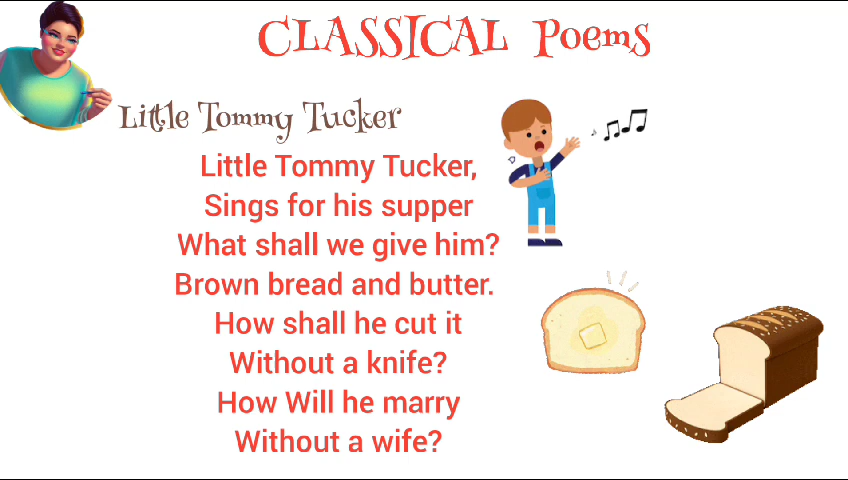 CLASSICAL Poems
Little Tommy Tucker
Little Tommy Tucker,
Sings for his supper
What shall we give him?
Brown bread and butter.
How shall he cut it
Without a knife?
How Will he marry
Without a wife?